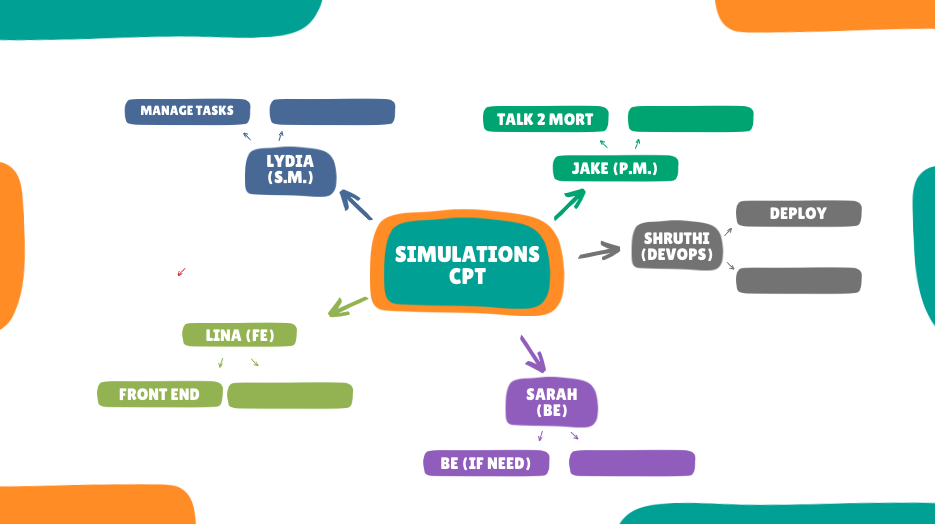 MANAGE TASKS
LYDIA
(S.M.)
TALK 2 MORT
JAKE (P.M.)
SIMULATIONS
CPT
SHRUTHI
(DEVOPS)
DEPLOY
LINA (FE)
FRONT END
SARAH
(BE)
BE (IF NEED)